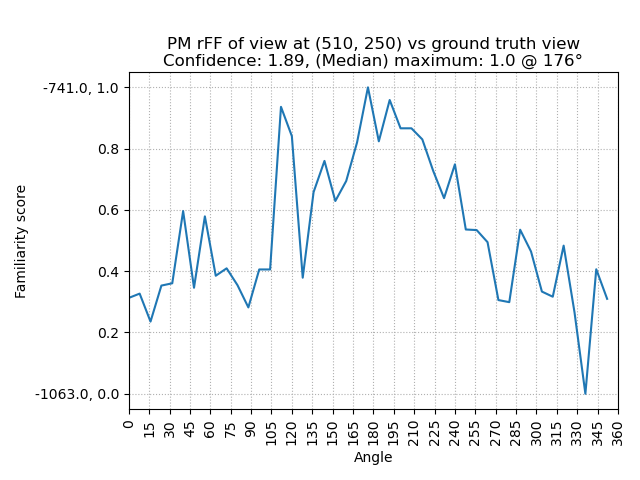 PM rFF of view at (510, 250) vs ground truth view
Confidence: 1.89, (Median) maximum: 1.0 @ 176°
-741.0, 1.0
0.8
0.6
0.4
0.2
-1063.0, 0.0
Familiarity score
0 15 30 45 60 75 90 105 120 135 150 165 180 195 210 225 240 255 270 285 300 315 330 345 360
Angle